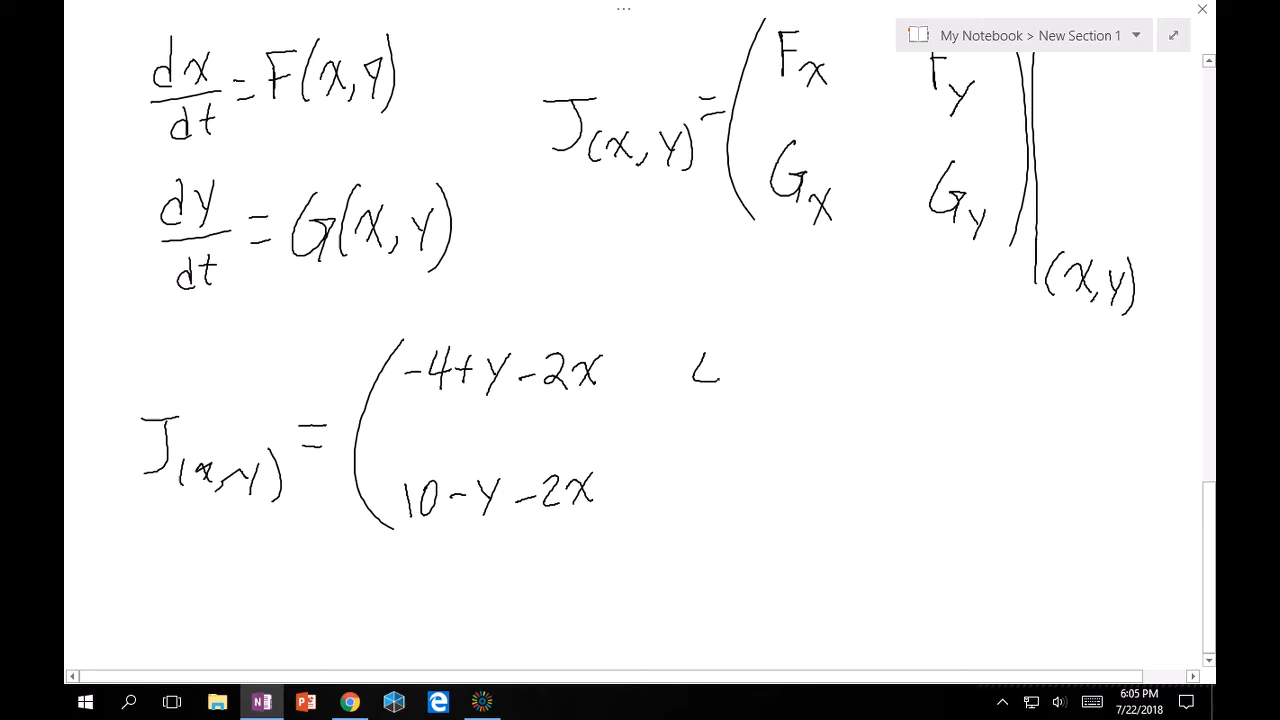 ...
My Notebook > New Section 1
dx/dt = F(x,y)
J(x,y) = ( Fx Fy
Gx Gy ) | (x,y)
dy/dt = G(x,y)
J(x,y) = ( -4+y-2x
10-y-2x
6:05 PM
7/22/2018